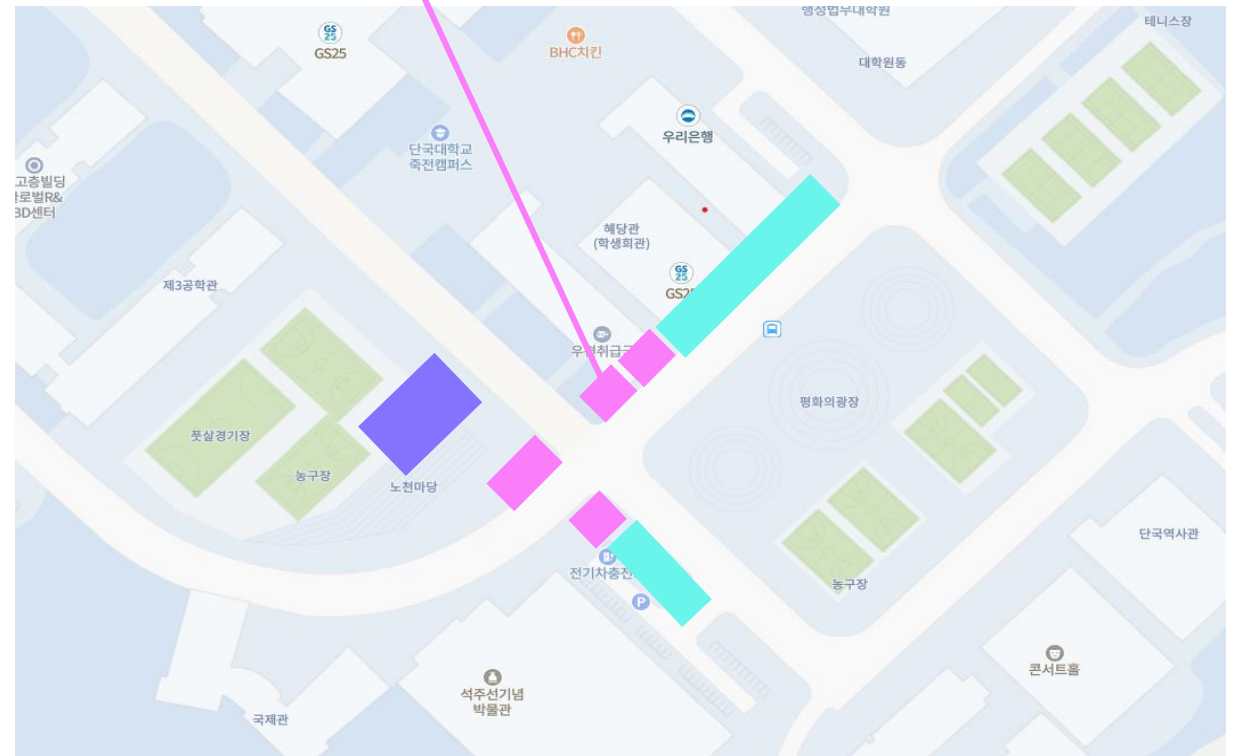 행정법무대학원
테니스장
GS
25
GS25
BHC치킨
대학원동
우리은행
단국대학교
죽전캠퍼스
고층빌딩
3D센터
혜당관
(학생회관)
GS
25
제3공학관
평화의광장
풋살경기장
농구장
노천마당
단국역사관
전기차충전
농구장
P
콘서트홀
석주선기념
박물관
국제관